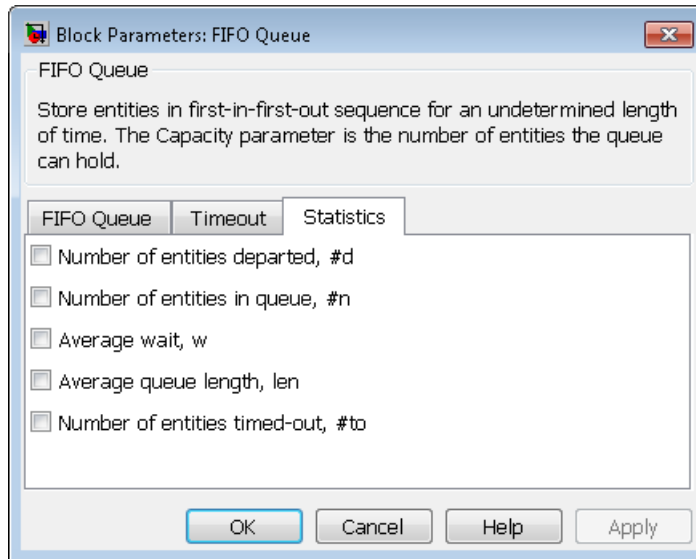 Block Parameters: FIFO Queue
FIFO Queue
Store entities in first-in-first-out sequence for an undetermined length
of time. The Capacity parameter is the number of entities the queue
can hold.
FIFO Queue Timeout Statistics
Number of entities departed, #d
Number of entities in queue, #n
Average wait, w
Average queue length, len
Number of entities timed-out, #to
OK Cancel Help Apply